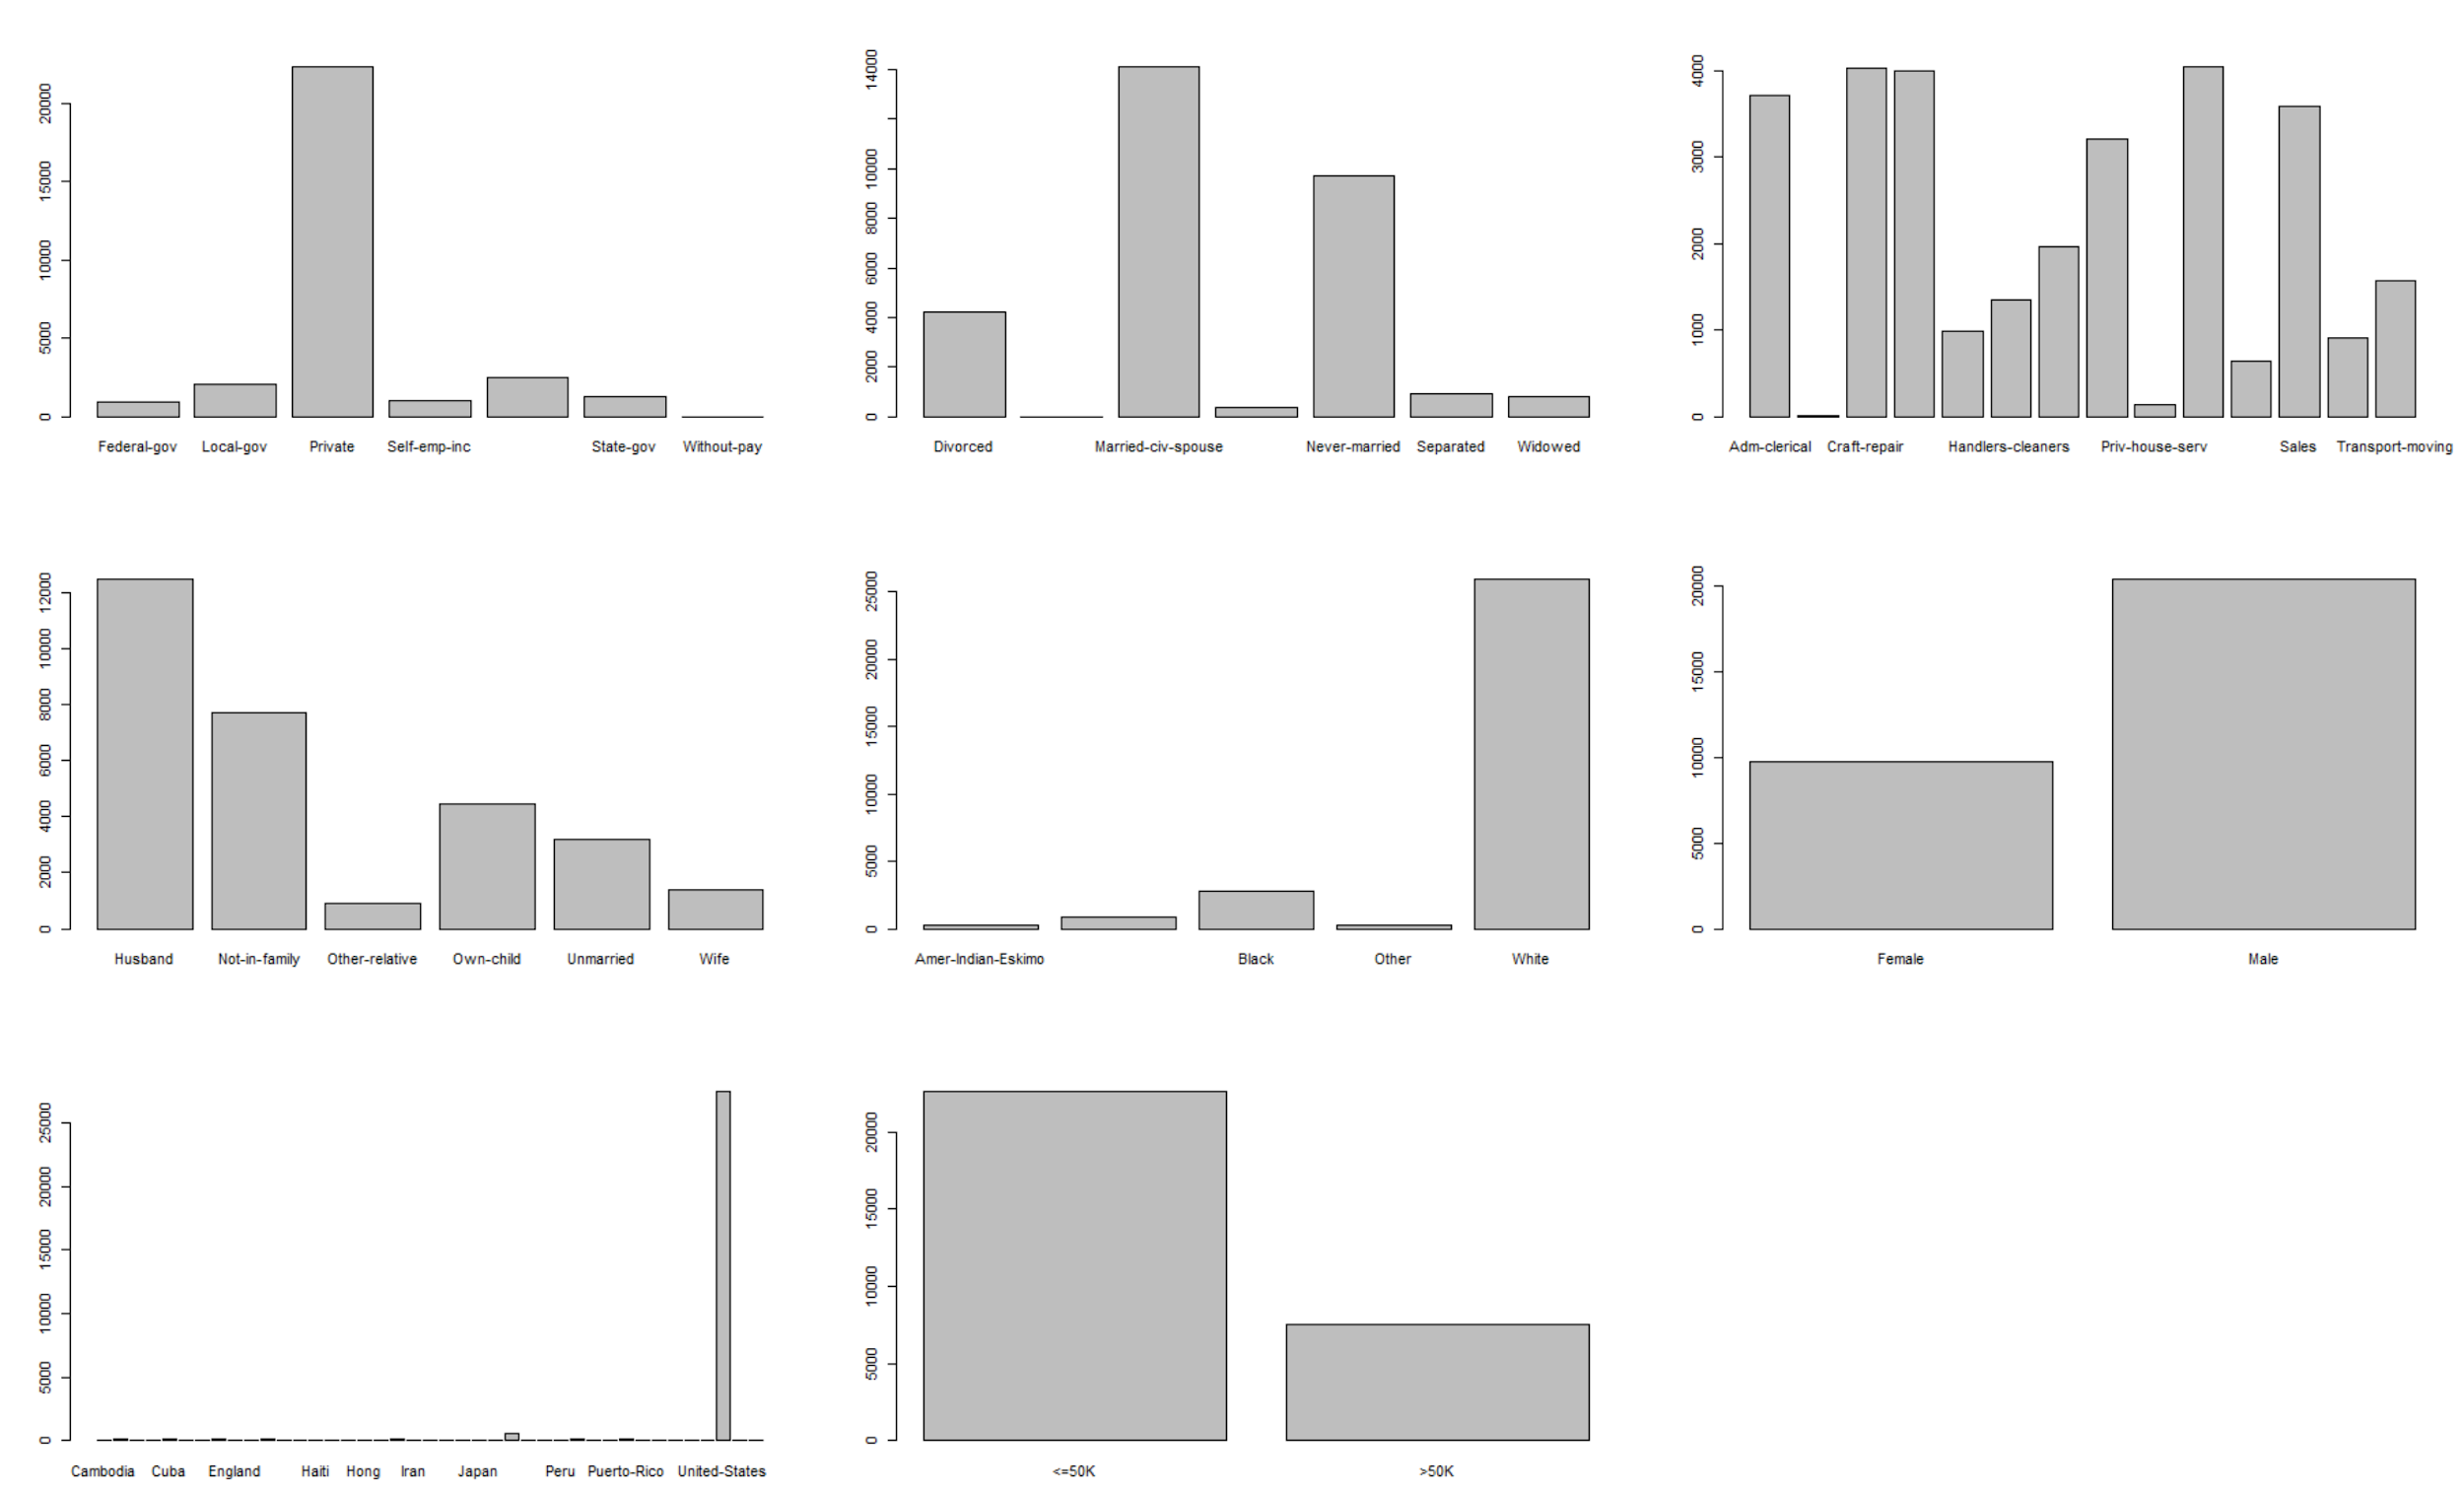 0 5000 10000 15000 20000
Federal-gov Local-gov Private Self-emp-inc State-gov Without-pay
0 2000 4000 6000 8000 10000 14000
Divorced Married-civ-spouse Never-married Separated Widowed
0 1000 2000 3000 4000
Adm-clerical Craft-repair Handlers-cleaners Priv-house-serv Sales Transport-moving
0 2000 4000 6000 8000 10000 12000
Husband Not-in-family Other-relative Own-child Unmarried Wife
0 5000 10000 15000 20000 25000
Amer-Indian-Eskimo Black Other White
0 5000 10000 15000 20000
Female Male
0 5000 10000 15000 20000 25000
Cambodia Cuba England Haiti Hong Iran Japan Peru Puerto-Rico United-States
0 5000 10000 15000 20000
<=50K >50K